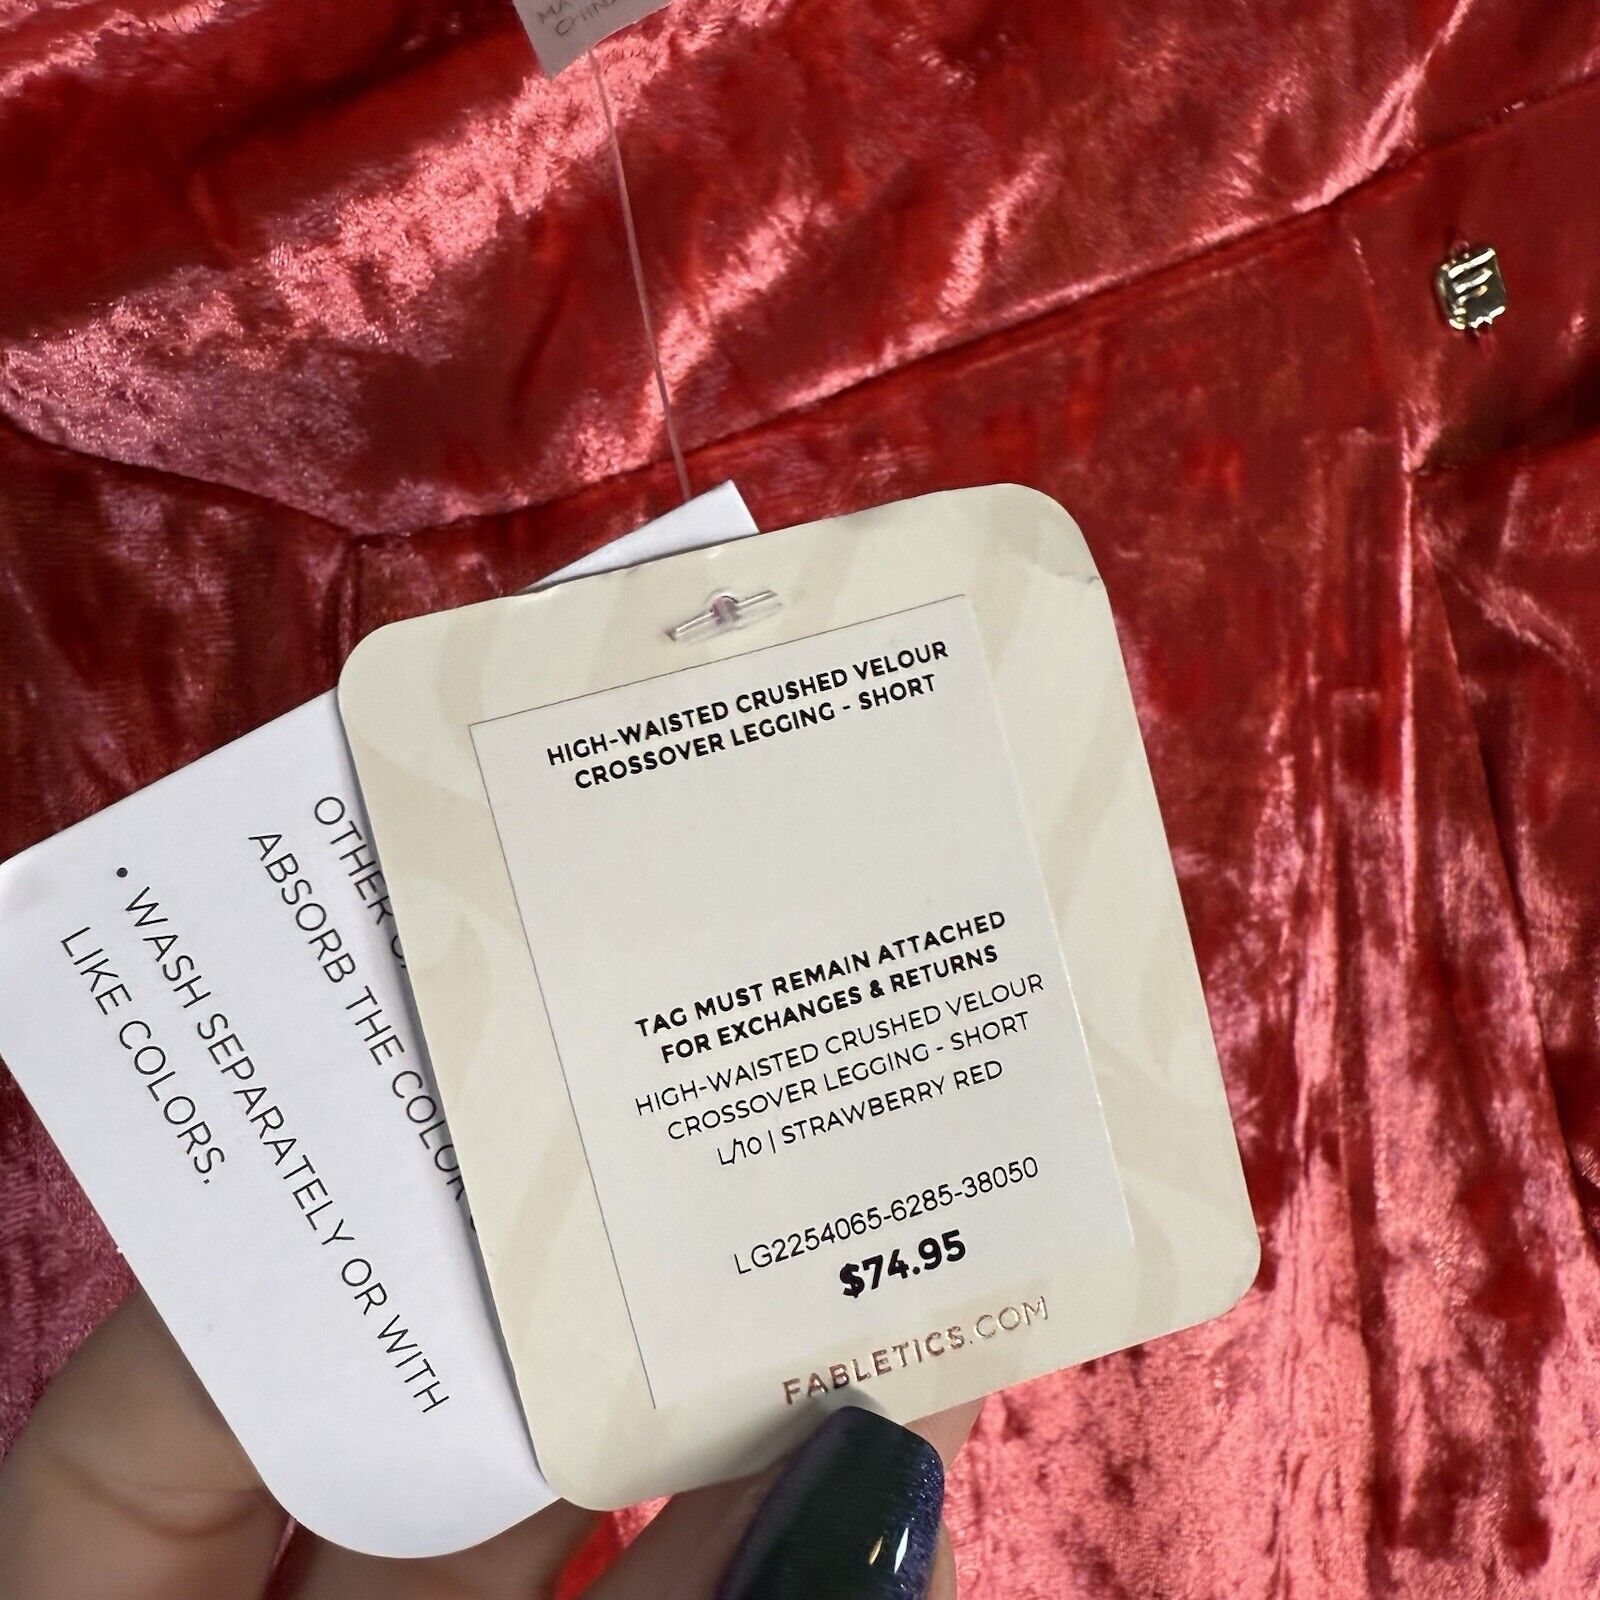 HIGH-WAISTED CRUSHED VELOUR
CROSSOVER LEGGING - SHORT
TAG MUST REMAIN ATTACHED
FOR EXCHANGES & RETURNS
HIGH-WAISTED CRUSHED VELOUR
CROSSOVER LEGGING - SHORT
L/10 | STRAWBERRY RED
LG2254065-6285-38050
$74.95
FABLETICS.COM
OTHER
ABSORB THE COLOR
• WASH SEPARATELY OR WITH
LIKE COLORS.